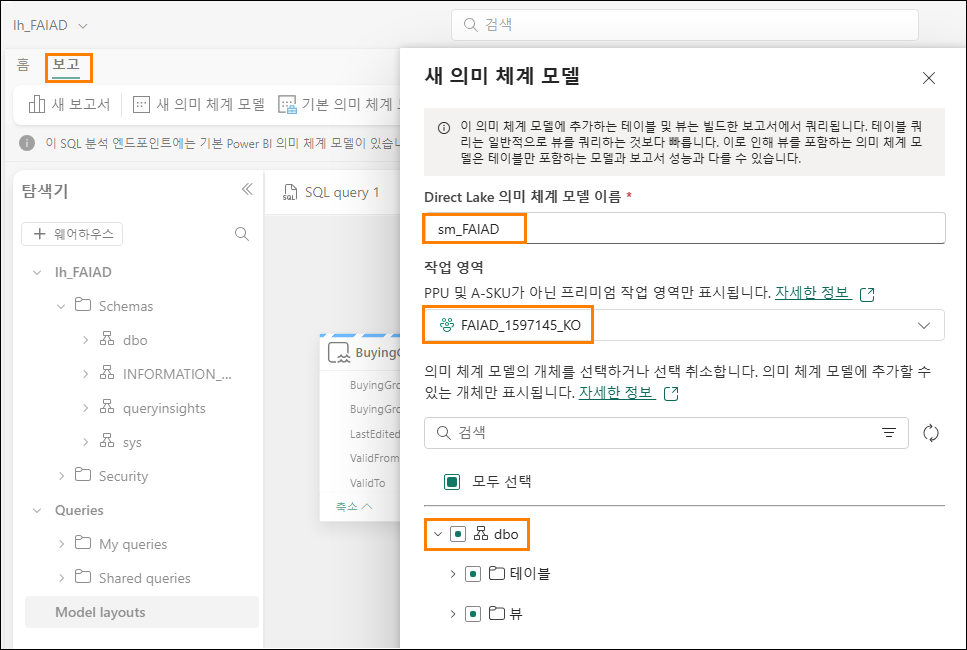 lh_FAIAD
검색
홈
보고
새 보고서
새 의미 체계 모델
기본 의미 체계
이 SQL 분석 엔드포인트에는 기본 Power BI 의미 체계 모델이
탐색기
웨어하우스
lh_FAIAD
Schemas
dbo
INFORMATION_...
queryinsights
sys
Security
Queries
My queries
Shared queries
Model layouts
SQL query 1
BuyingG
BuyingGro
BuyingGro
LastEdited
ValidFrom
ValidTo
축소
새 의미 체계 모델
이 의미 체계 모델에 추가하는 테이블 및 뷰는 빌드한 보고서에서 쿼리됩니다. 테이블 쿼
리는 일반적으로 뷰를 쿼리하는 것보다 빠릅니다. 이로 인해 뷰를 포함하는 의미 체계 모
델은 테이블만 포함하는 모델과 보고서 성능과 다를 수 있습니다.
Direct Lake 의미 체계 모델 이름 *
sm_FAIAD
작업 영역
PPU 및 A-SKU가 아닌 프리미엄 작업 영역만 표시됩니다. 자세한 정보
FAIAD_1597145_KO
의미 체계 모델의 개체를 선택하거나 선택 취소합니다. 의미 체계 모델에 추가할 수
있는 개체만 표시됩니다. 자세한 정보
검색
모두 선택
dbo
테이블
뷰